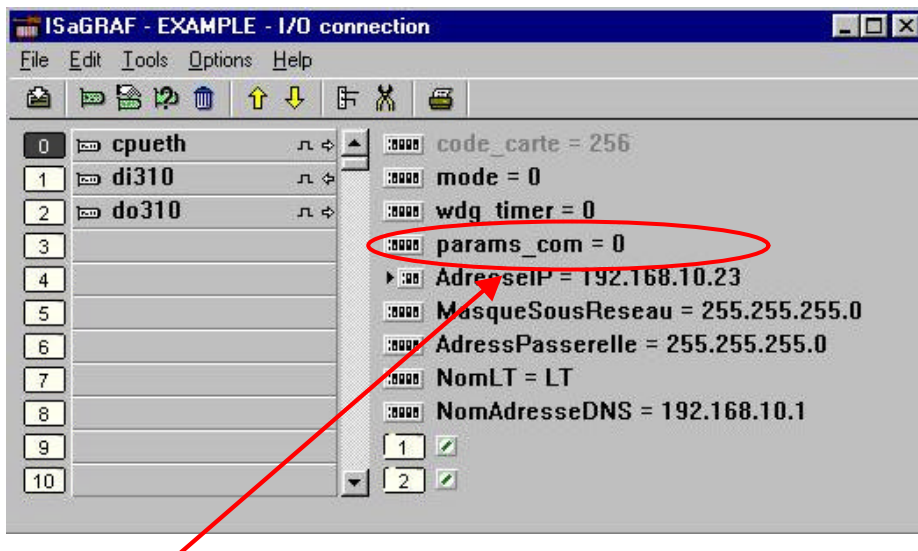 ISaGRAF - EXAMPLE - I/O connection
File Edit Tools Options Help
0 cpueth
1 di310
2 do310
3
4
5
6
7
8
9
10
code_carte = 256
mode = 0
wdg_timer = 0
params_com = 0
AdresseIP = 192.168.10.23
MasqueSousReseau = 255.255.255.0
AdressPasserelle = 255.255.255.0
NomLT = LT
NomAdresseDNS = 192.168.10.1
1
2